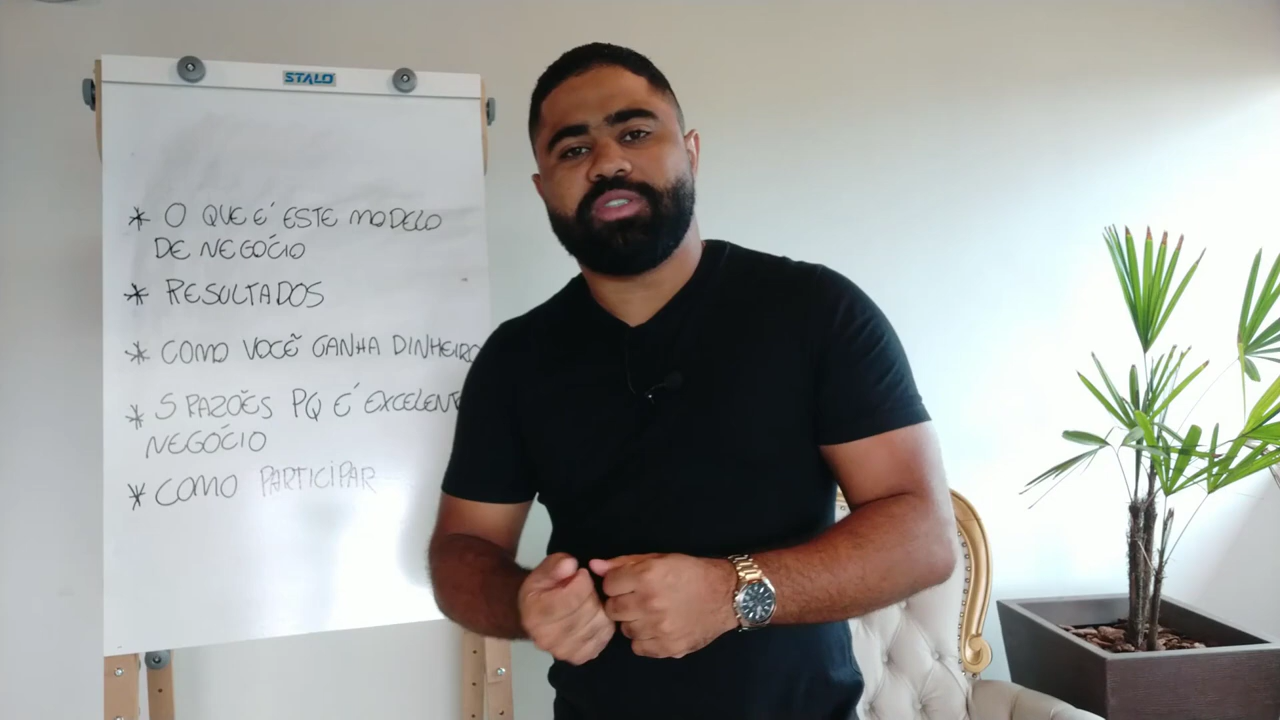 STALO
* O QUE É ESTE MODELO
DE NEGÓCIO
* RESULTADOS
* COMO VOCÊ GANHA DINHEIRO
* 5 RAZÕES PQ É EXCELENTE
NEGÓCIO
* COMO PARTICIPAR